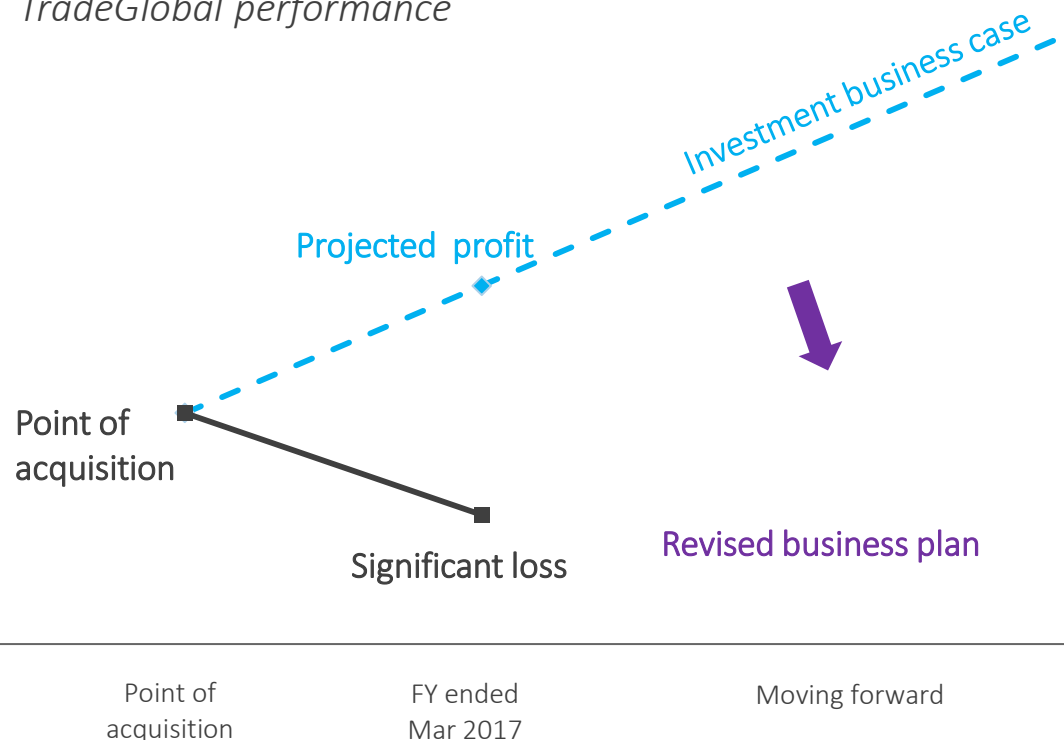 TradeGlobal performance
Investment business case
Projected profit
Point of
acquisition
Significant loss
Revised business plan
Point of
acquisition
FY ended
Mar 2017
Moving forward